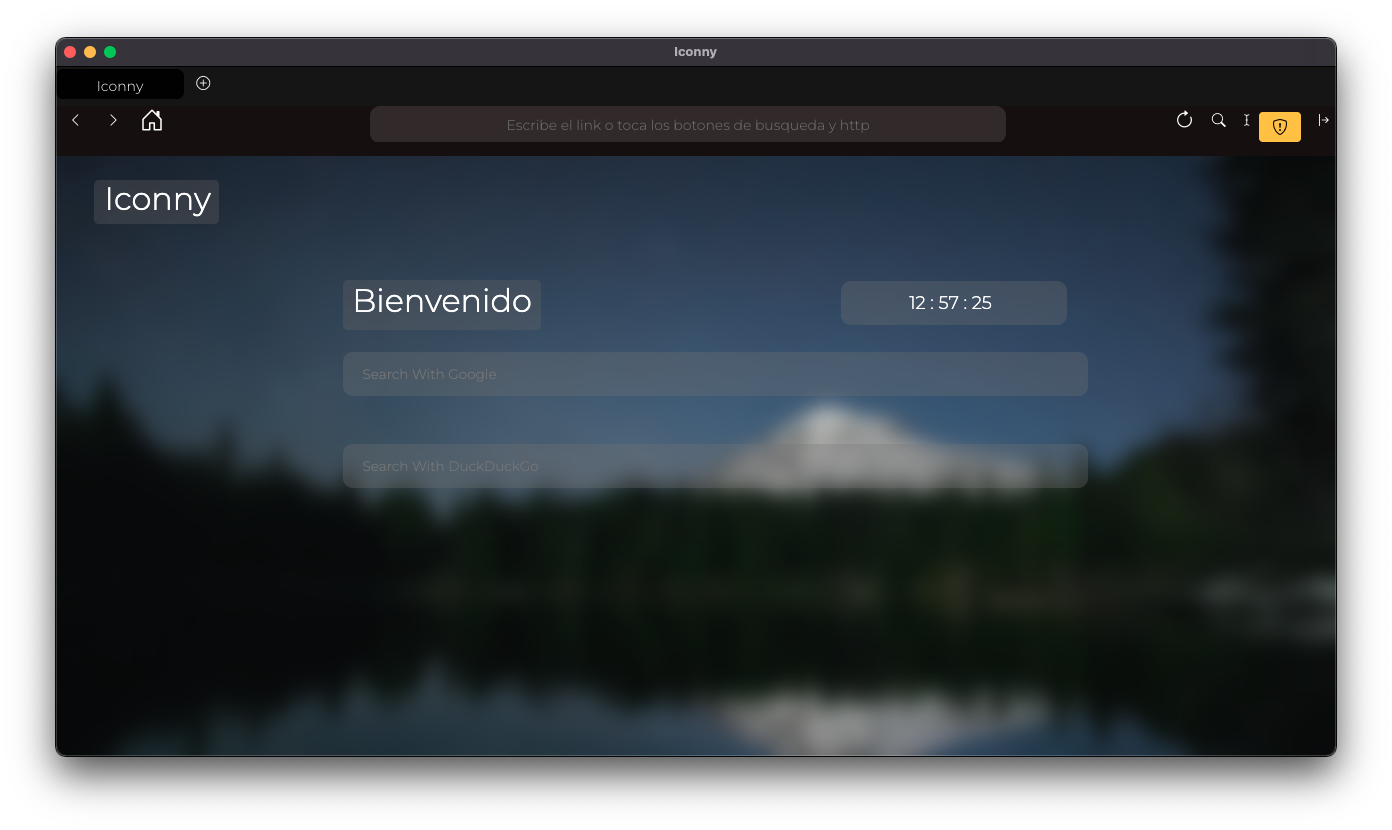 Iconny
Iconny
Escribe el link o toca los botones de busqueda y http
Iconny
Bienvenido
12 : 57 : 25
Search With Google
Search With DuckDuckGo